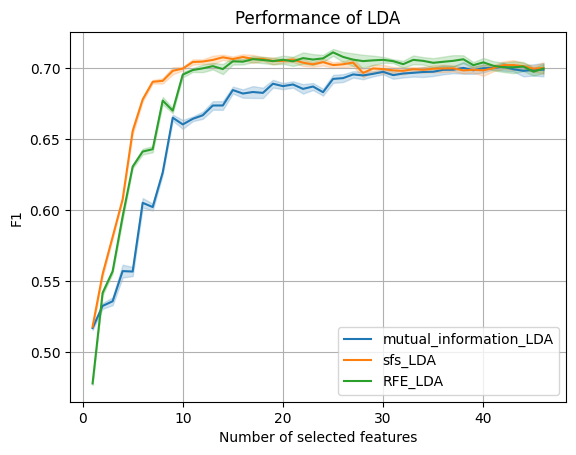 Performance of LDA
F1
0.70
0.65
0.60
0.55
0.50
0
10
20
30
40
Number of selected features
mutual_information_LDA
sfs_LDA
RFE_LDA